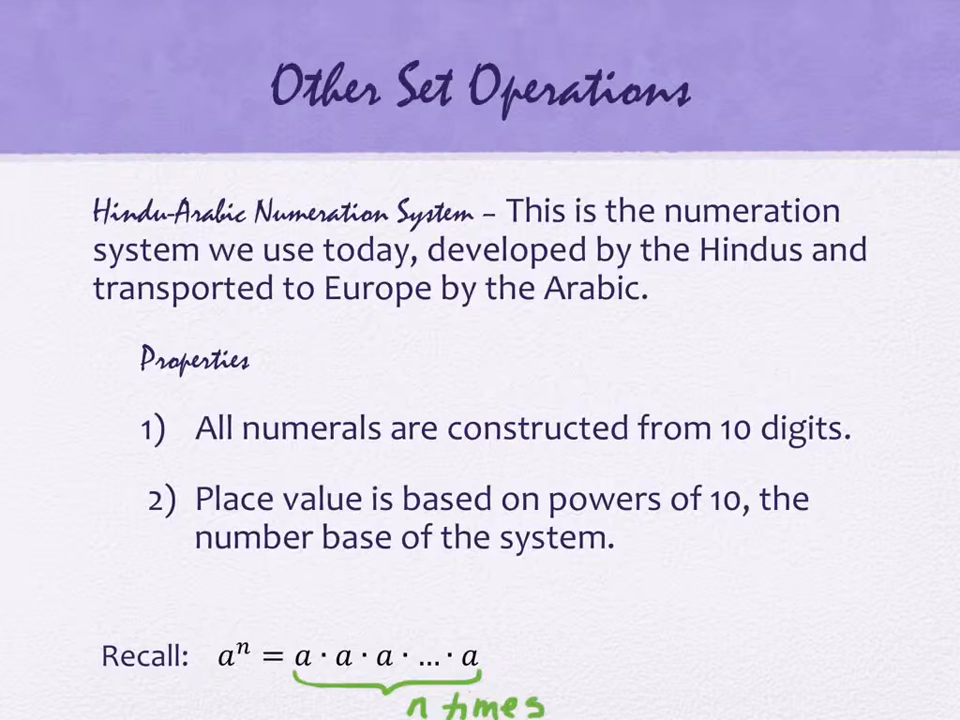 Other Set Operations
Hindu-Arabic Numeration System – This is the numeration
system we use today, developed by the Hindus and
transported to Europe by the Arabic.
Properties
1) All numerals are constructed from 10 digits.
2) Place value is based on powers of 10, the
number base of the system.
Recall: aⁿ = a · a · a · ... · a
n times